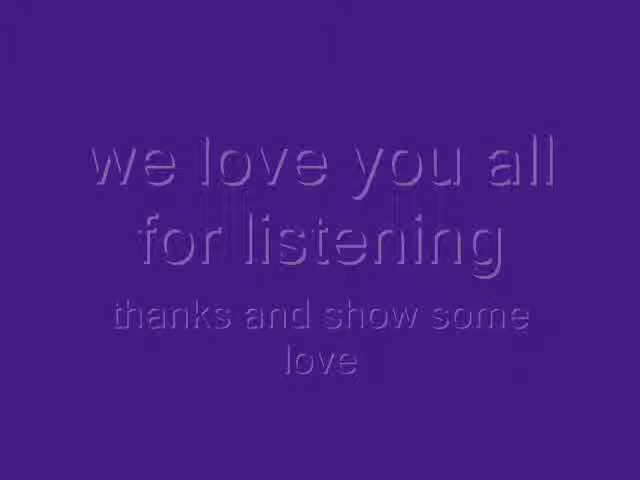 we love you all
for listening
thanks and show some
love